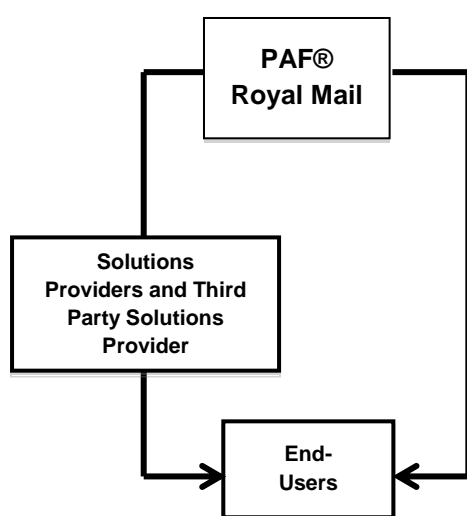 PAF®
Royal Mail
Solutions
Providers and Third
Party Solutions
Provider
End-
Users